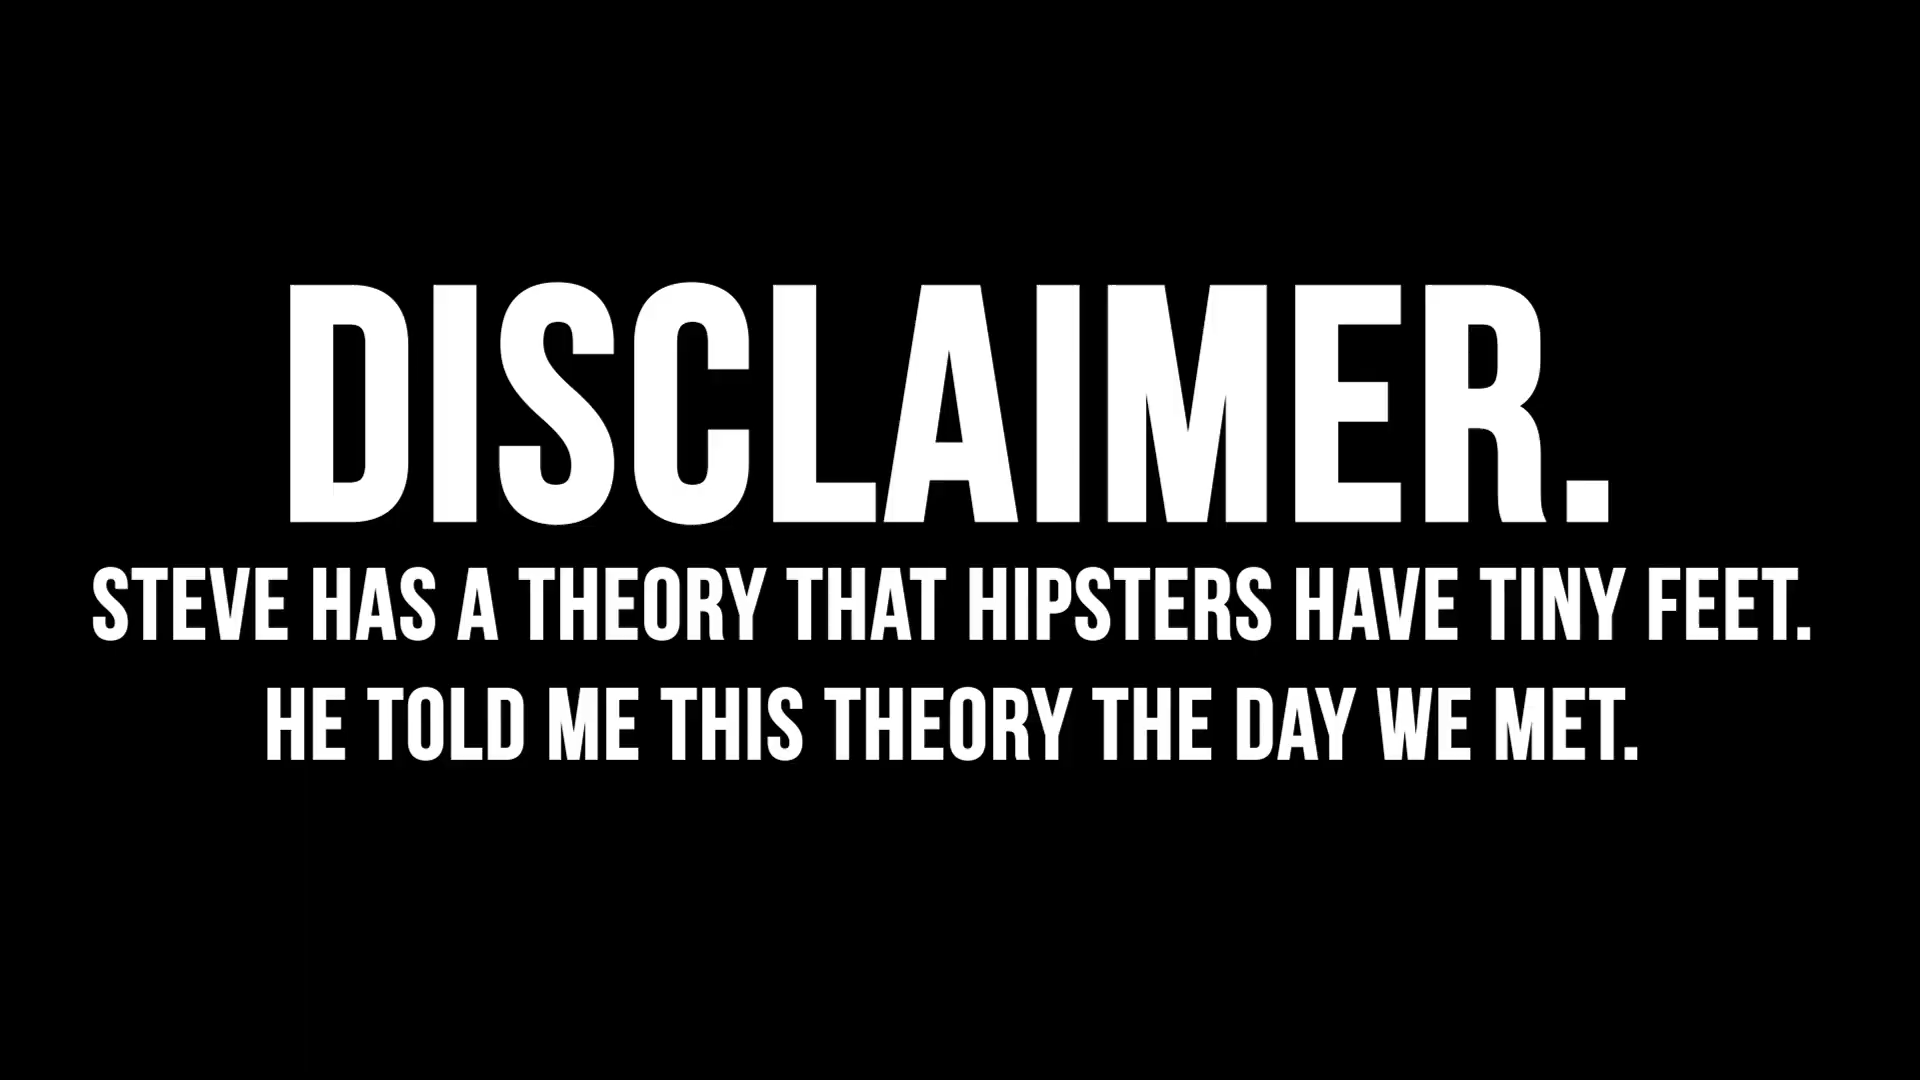 DISCLAIMER.
STEVE HAS A THEORY THAT HIPSTERS HAVE TINY FEET.
HE TOLD ME THIS THEORY THE DAY WE MET.